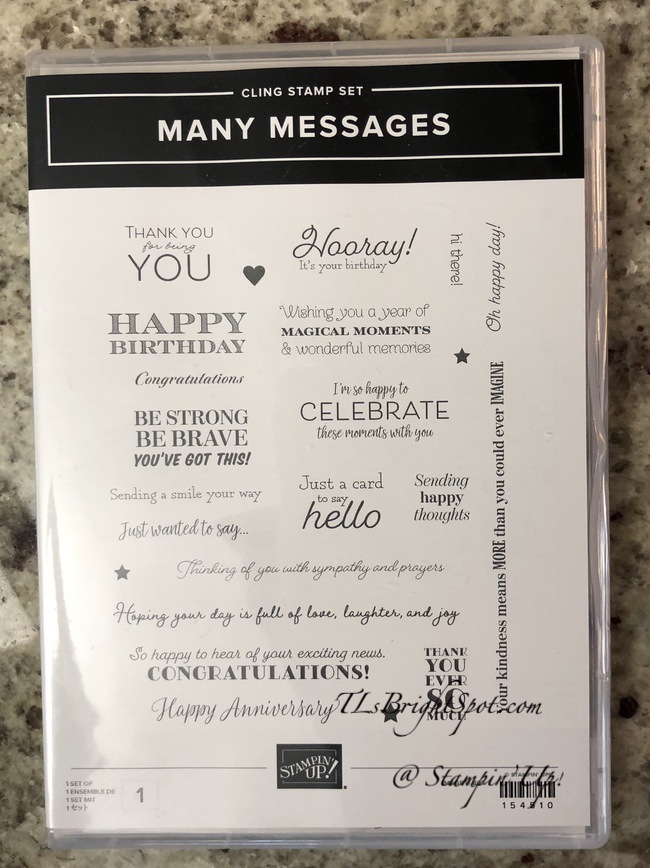 CLING STAMP SET
MANY MESSAGES
THANK YOU
for being
YOU
Hooray!
It's your birthday
hi there!
Oh happy day!
HAPPY
BIRTHDAY
Wishing you a year of
MAGICAL MOMENTS
& wonderful memories
Congratulations
I'm so happy to
CELEBRATE
these moments with you
BE STRONG
BE BRAVE
YOU'VE GOT THIS!
Sending a smile your way
Just a card
to say
hello
Sending
happy
thoughts
Just wanted to say...
Your kindness means MORE than you could ever IMAGINE
Thinking of you with sympathy and prayers
Hoping your day is full of love, laughter, and joy
So happy to hear of your exciting news.
CONGRATULATIONS!
THANK
YOU
EVER
SO
MUCH
Happy Anniversary
TLsBrightSpot.com
STAMPIN' UP!
@ Stampin' Up!
1 SET OF
1 ENSEMBLE DE
1 SET MIT
1セット
1
154910